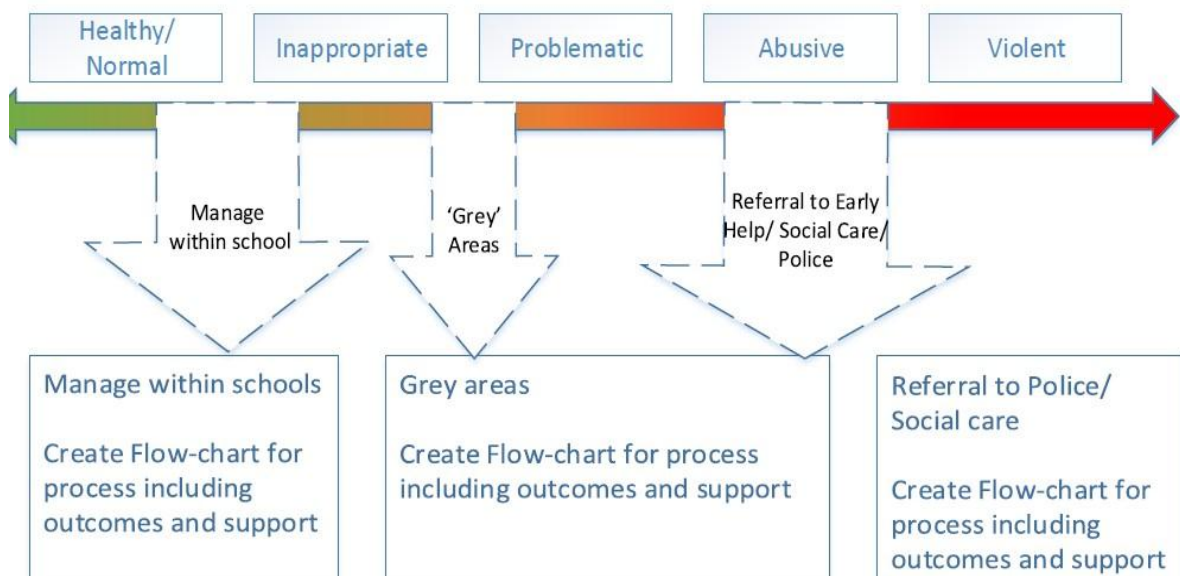 Healthy/
Normal
Inappropriate
Problematic
Abusive
Violent
Manage
within school
‘Grey’
Areas
Referral to Early
Help/ Social Care/
Police
Manage within schools
Create Flow-chart for
process including
outcomes and support
Grey areas
Create Flow-chart for process
including outcomes and support
Referral to Police/
Social care
Create Flow-chart for
process including
outcomes and support